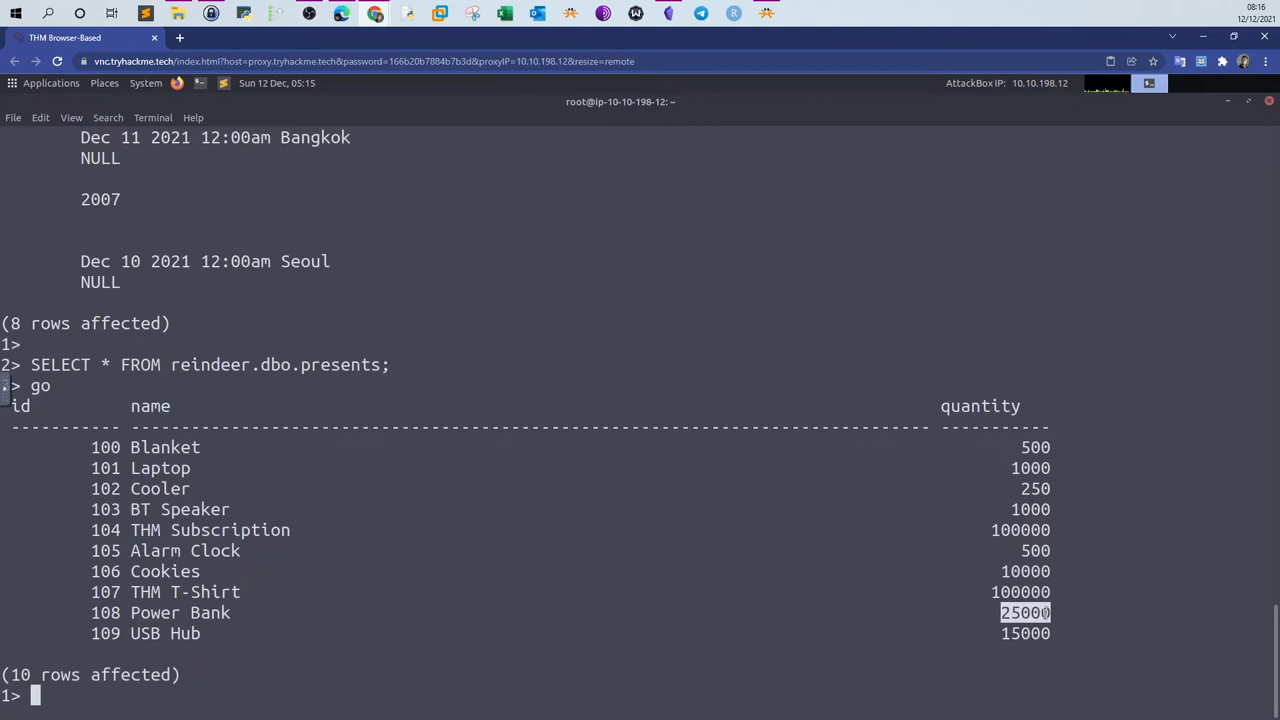 08:16
12/12/2021
THM Browser-Based
vnc.tryhackme.tech/index.html?host=proxy.tryhackme.tech&password=166b20b7884b7b3d&proxyIP=10.10.198.12&resize=remote
Applications Places System Sun 12 Dec, 05:15 AttackBox IP: 10.10.198.12
root@ip-10-10-198-12: ~
File Edit View Search Terminal Help
Dec 11 2021 12:00am Bangkok
NULL
2007
Dec 10 2021 12:00am Seoul
NULL
(8 rows affected)
1>
2> SELECT * FROM reindeer.dbo.presents;
> go
id name quantity
----------- -------------------------------------------------------------------------------- -----------
100 Blanket 500
101 Laptop 1000
102 Cooler 250
103 BT Speaker 1000
104 THM Subscription 100000
105 Alarm Clock 500
106 Cookies 10000
107 THM T-Shirt 100000
108 Power Bank 25000
109 USB Hub 15000
(10 rows affected)
1>